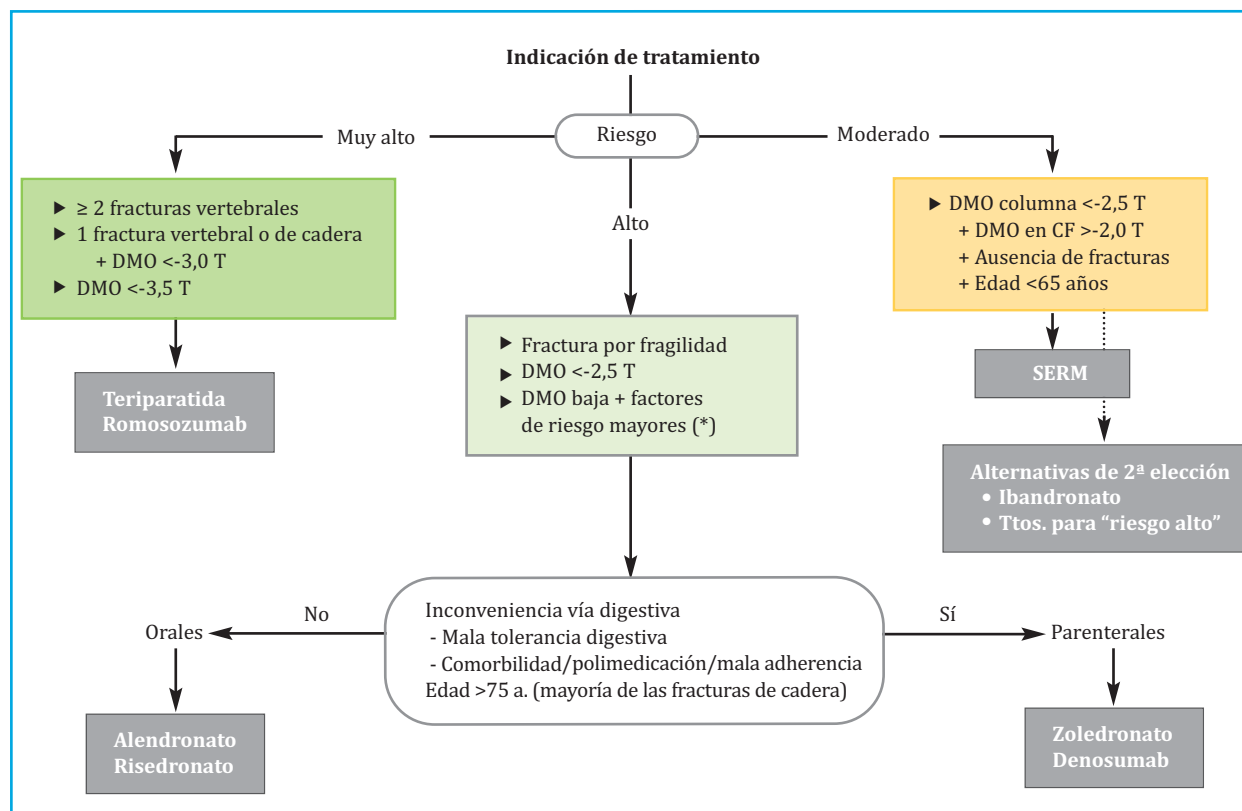 Indicación de tratamiento
Riesgo
Muy alto
Moderado
Alto
▶ ≥ 2 fracturas vertebrales
▶ 1 fractura vertebral o de cadera
+ DMO <-3,0 T
▶ DMO <-3,5 T
▶ DMO columna <-2,5 T
+ DMO en CF >-2,0 T
+ Ausencia de fracturas
+ Edad <65 años
▶ Fractura por fragilidad
▶ DMO <-2,5 T
▶ DMO baja + factores
de riesgo mayores (*)
Teriparatida
Romosozumab
SERM
Alternativas de 2ª elección
• Ibandronato
• Ttos. para “riesgo alto”
Inconveniencia vía digestiva
- Mala tolerancia digestiva
- Comorbilidad/polimedicación/mala adherencia
Edad >75 a. (mayoría de las fracturas de cadera)
No
Orales
Sí
Parenterales
Alendronato
Risedronato
Zoledronato
Denosumab